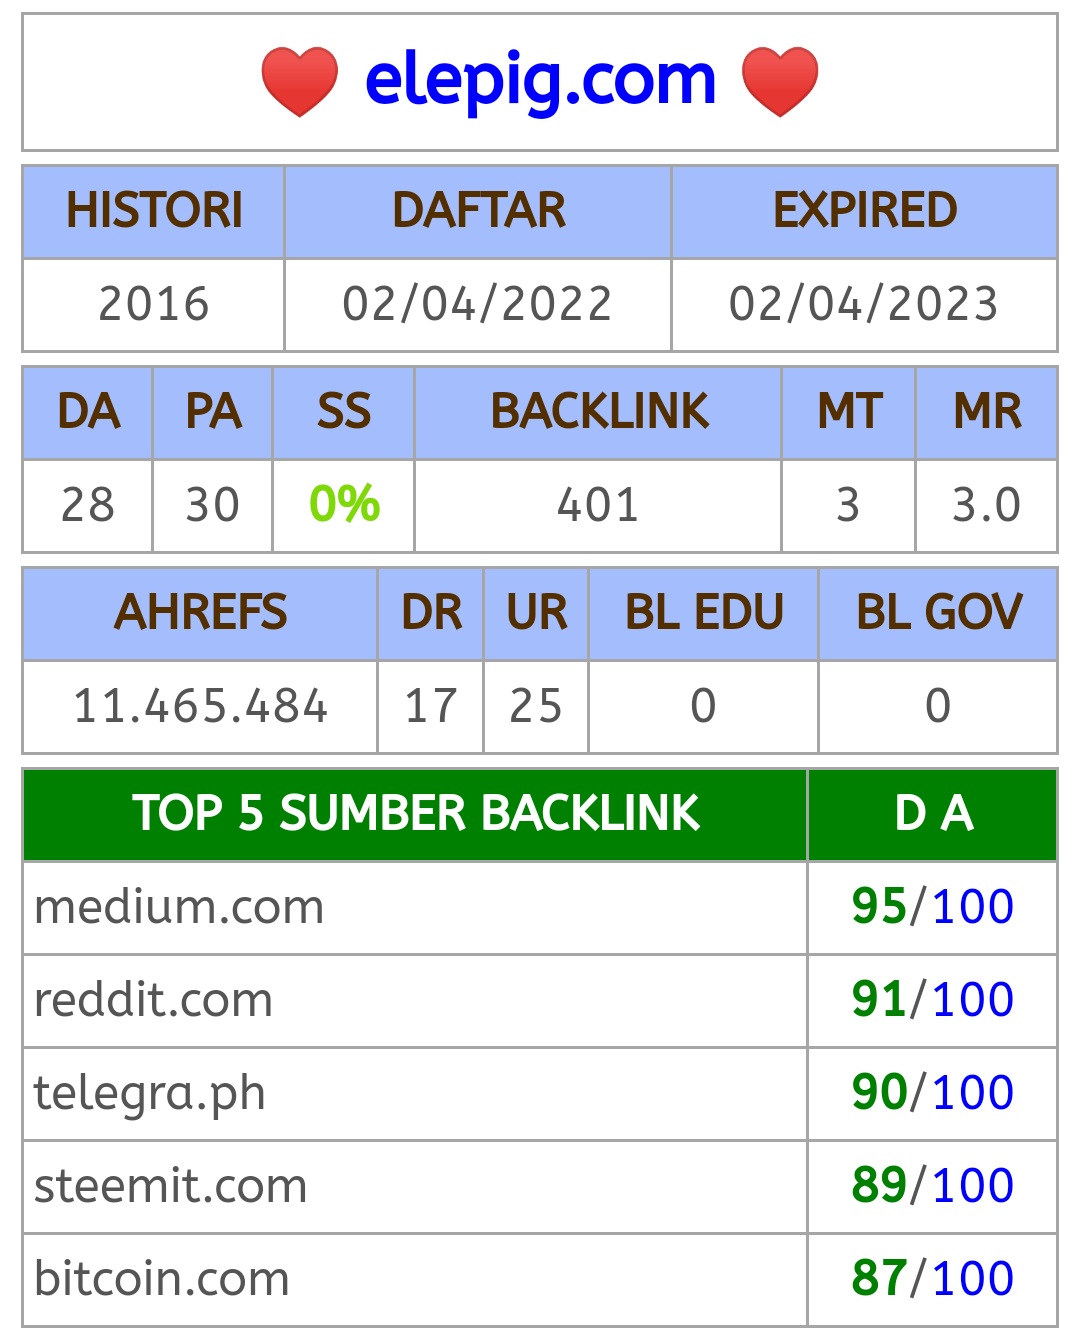 ❤️ elepig.com ❤️
HISTORI DAFTAR EXPIRED
2016 02/04/2022 02/04/2023
DA PA SS BACKLINK MT MR
28 30 0% 401 3 3.0
AHREFS DR UR BL EDU BL GOV
11.465.484 17 25 0 0
TOP 5 SUMBER BACKLINK D A
medium.com 95/100
reddit.com 91/100
telegra.ph 90/100
steemit.com 89/100
bitcoin.com 87/100